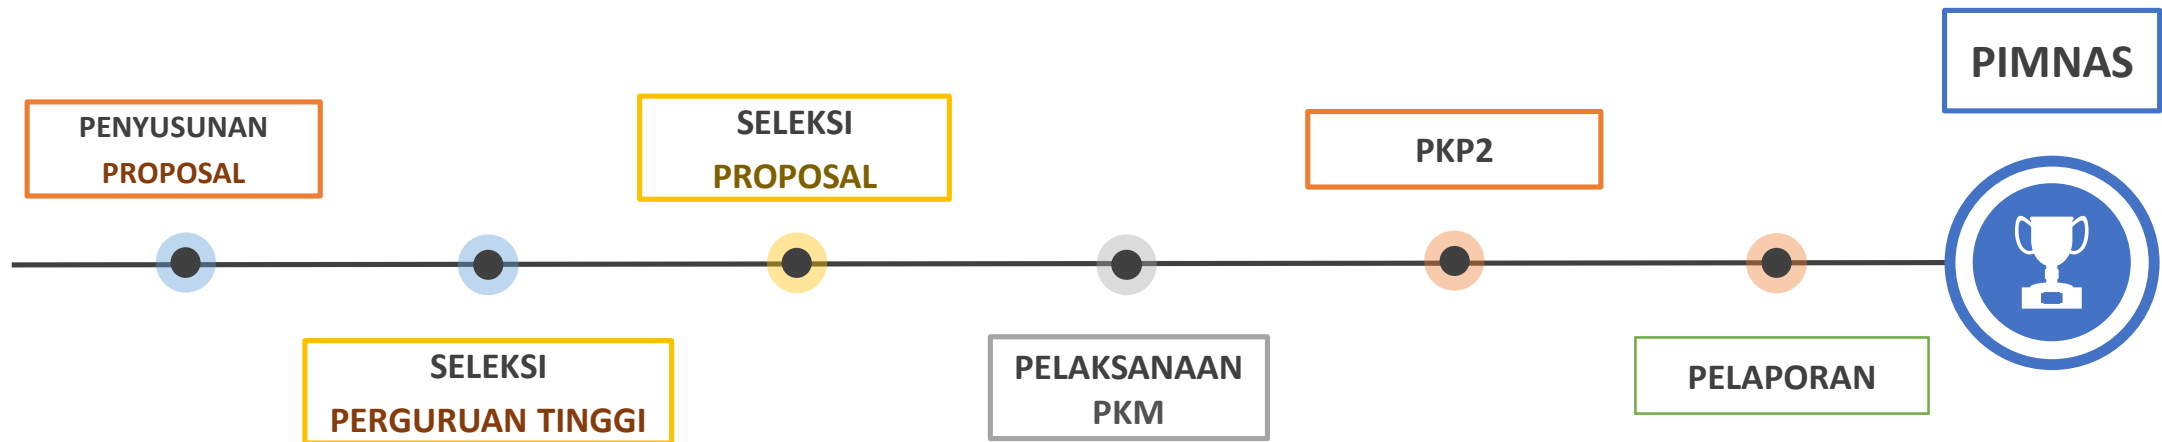 PENYUSUNAN
PROPOSAL
SELEKSI
PERGURUAN TINGGI
SELEKSI
PROPOSAL
PELAKSANAAN
PKM
PKP2
PELAPORAN
PIMNAS